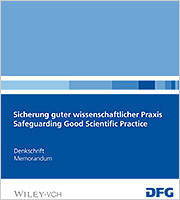 Sicherung guter wissenschaftlicher Praxis
Safeguarding Good Scientific Practice
Denkschrift
Memorandum
WILEY-VCH
DFG